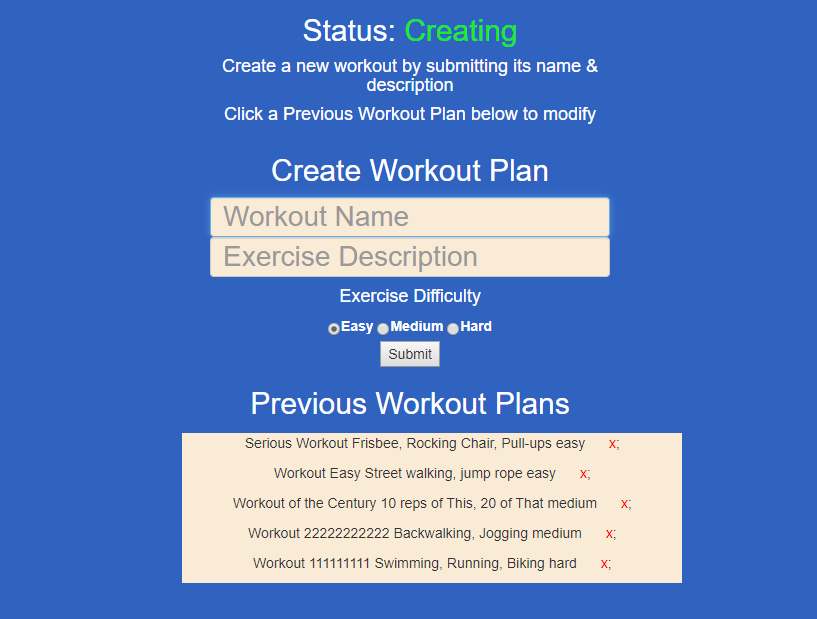 Status: Creating
Create a new workout by submitting its name &
description
Click a Previous Workout Plan below to modify
Create Workout Plan
Workout Name
Exercise Description
Exercise Difficulty
Easy Medium Hard
Submit
Previous Workout Plans
Serious Workout Frisbee, Rocking Chair, Pull-ups easy x;
Workout Easy Street walking, jump rope easy x;
Workout of the Century 10 reps of This, 20 of That medium x;
Workout 22222222222 Backwalking, Jogging medium x;
Workout 111111111 Swimming, Running, Biking hard x;